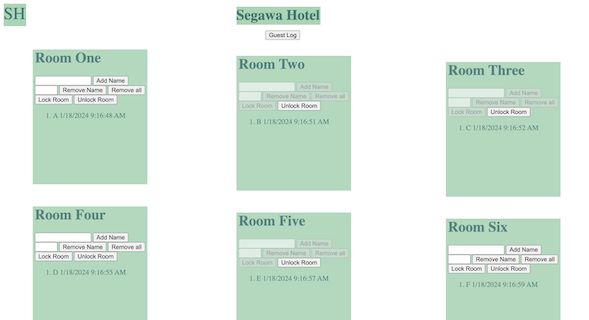 SH
Segawa Hotel
Guest Log
Room One
Add Name
Remove Name Remove all
Lock Room Unlock Room
1. A 1/18/2024 9:16:48 AM
Room Two
Add Name
Remove Name Remove all
Lock Room Unlock Room
1. B 1/18/2024 9:16:51 AM
Room Three
Add Name
Remove Name Remove all
Lock Room Unlock Room
1. C 1/18/2024 9:16:52 AM
Room Four
Add Name
Remove Name Remove all
Lock Room Unlock Room
1. D 1/18/2024 9:16:55 AM
Room Five
Add Name
Remove Name Remove all
Lock Room Unlock Room
1. E 1/18/2024 9:16:57 AM
Room Six
Add Name
Remove Name Remove all
Lock Room Unlock Room
1. F 1/18/2024 9:16:59 AM